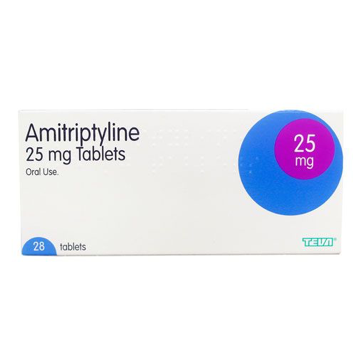 Amitriptyline
25 mg Tablets
Oral Use.
25
mg
28 tablets
TEVA